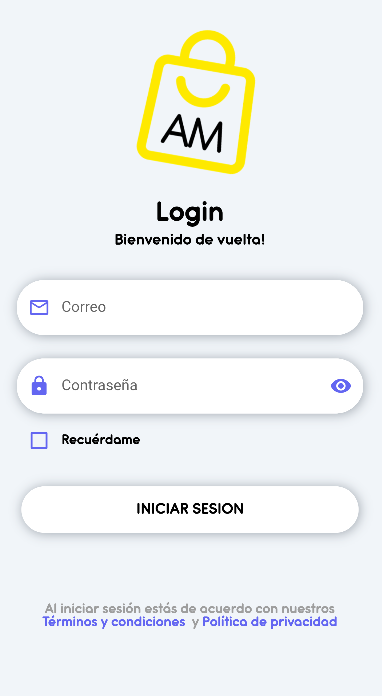 AM
Login
Bienvenido de vuelta!
Correo
Contraseña
Recuérdame
INICIAR SESION
Al iniciar sesión estás de acuerdo con nuestros
Términos y condiciones y Política de privacidad